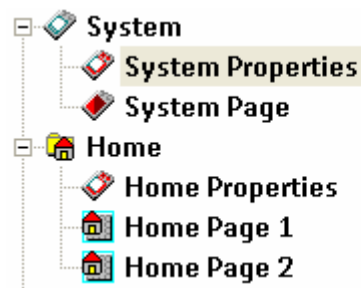 System
System Properties
System Page
Home
Home Properties
Home Page 1
Home Page 2